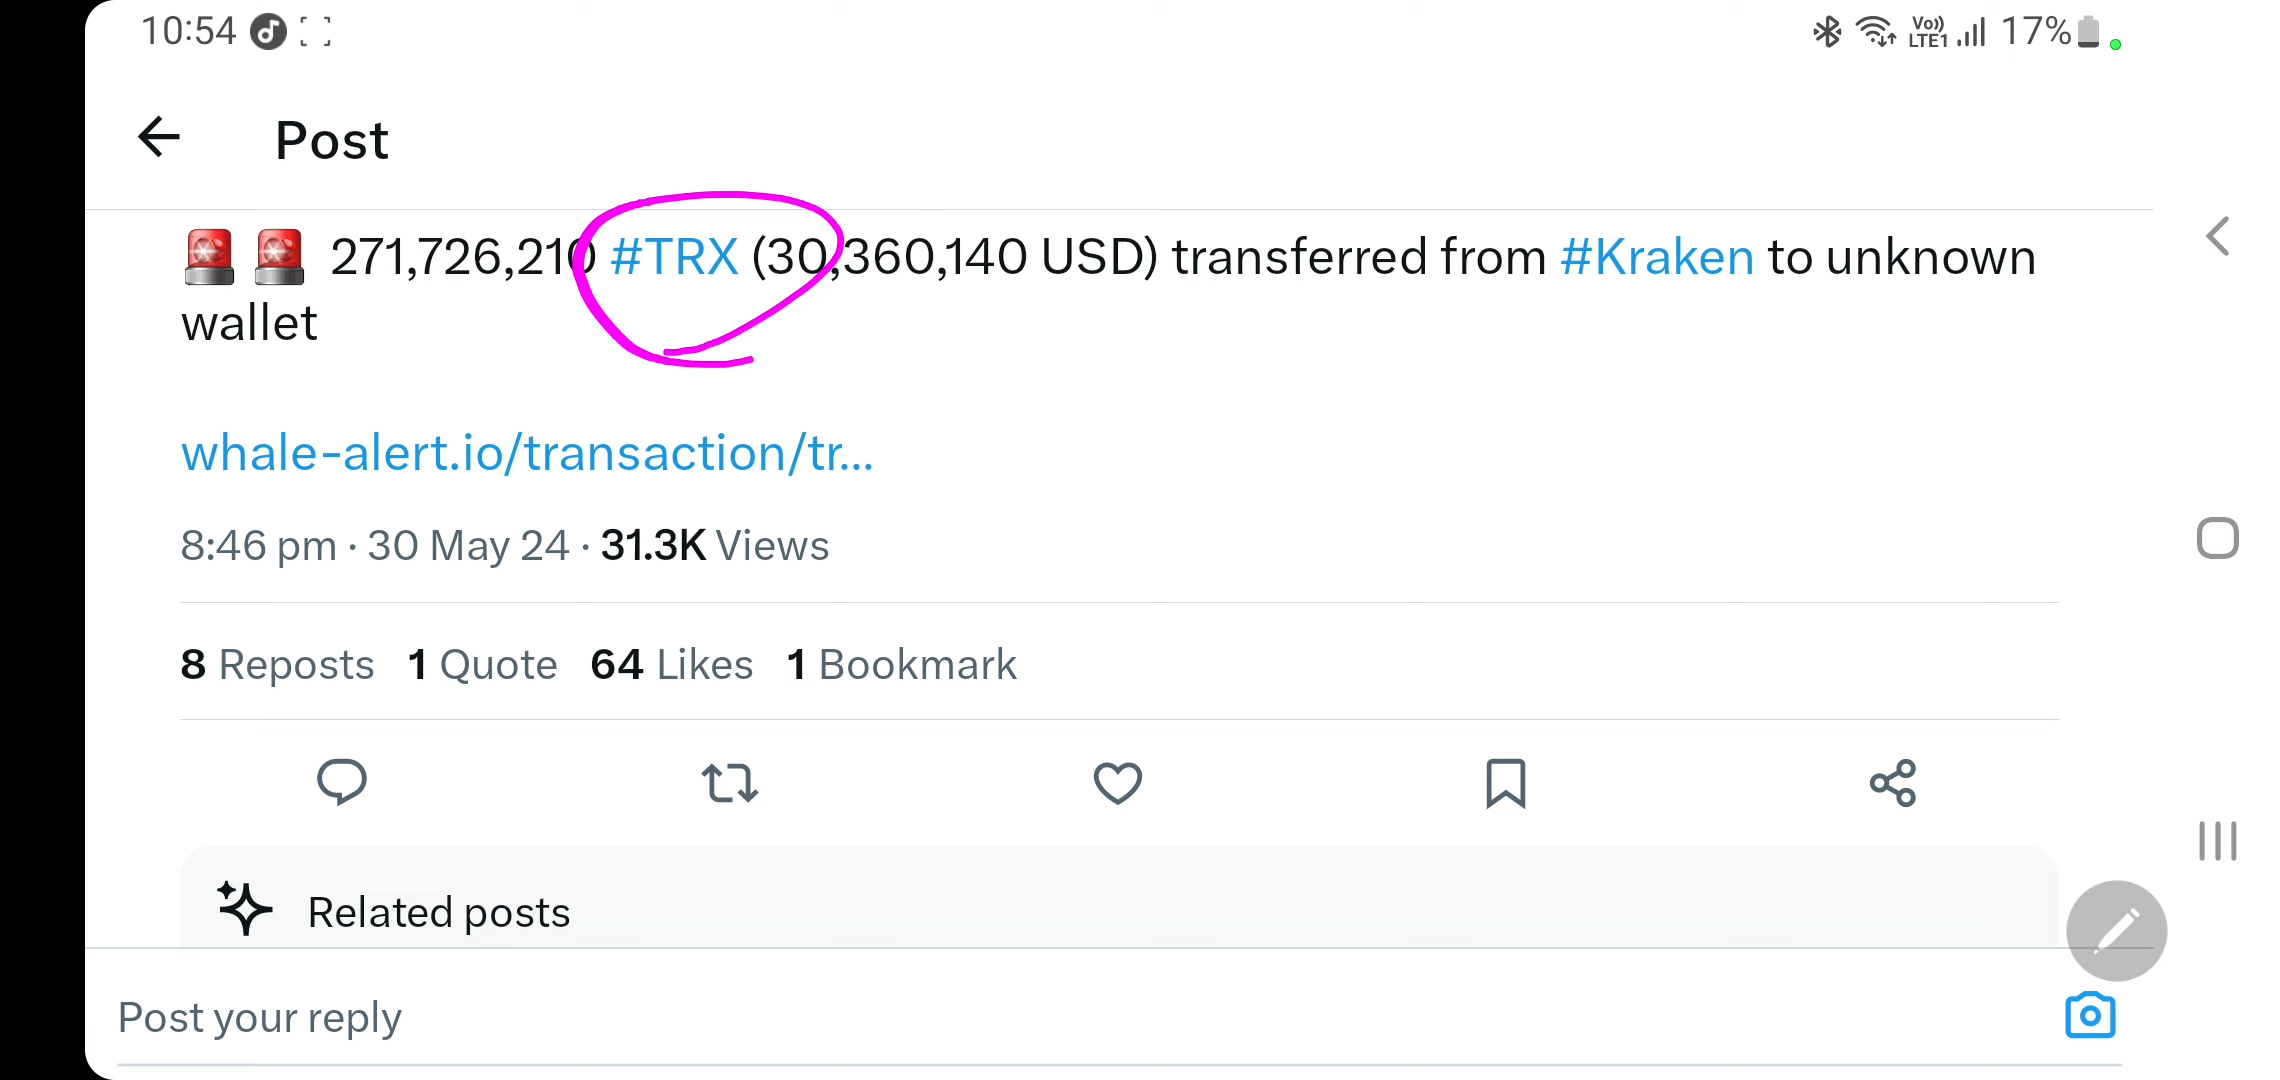 10:54 Vo)) LTE1 17%
Post
🚨 🚨 271,726,210 #TRX (30,360,140 USD) transferred from #Kraken to unknown
wallet
whale-alert.io/transaction/tr...
8:46 pm · 30 May 24 · 31.3K Views
8 Reposts 1 Quote 64 Likes 1 Bookmark
Related posts
Post your reply